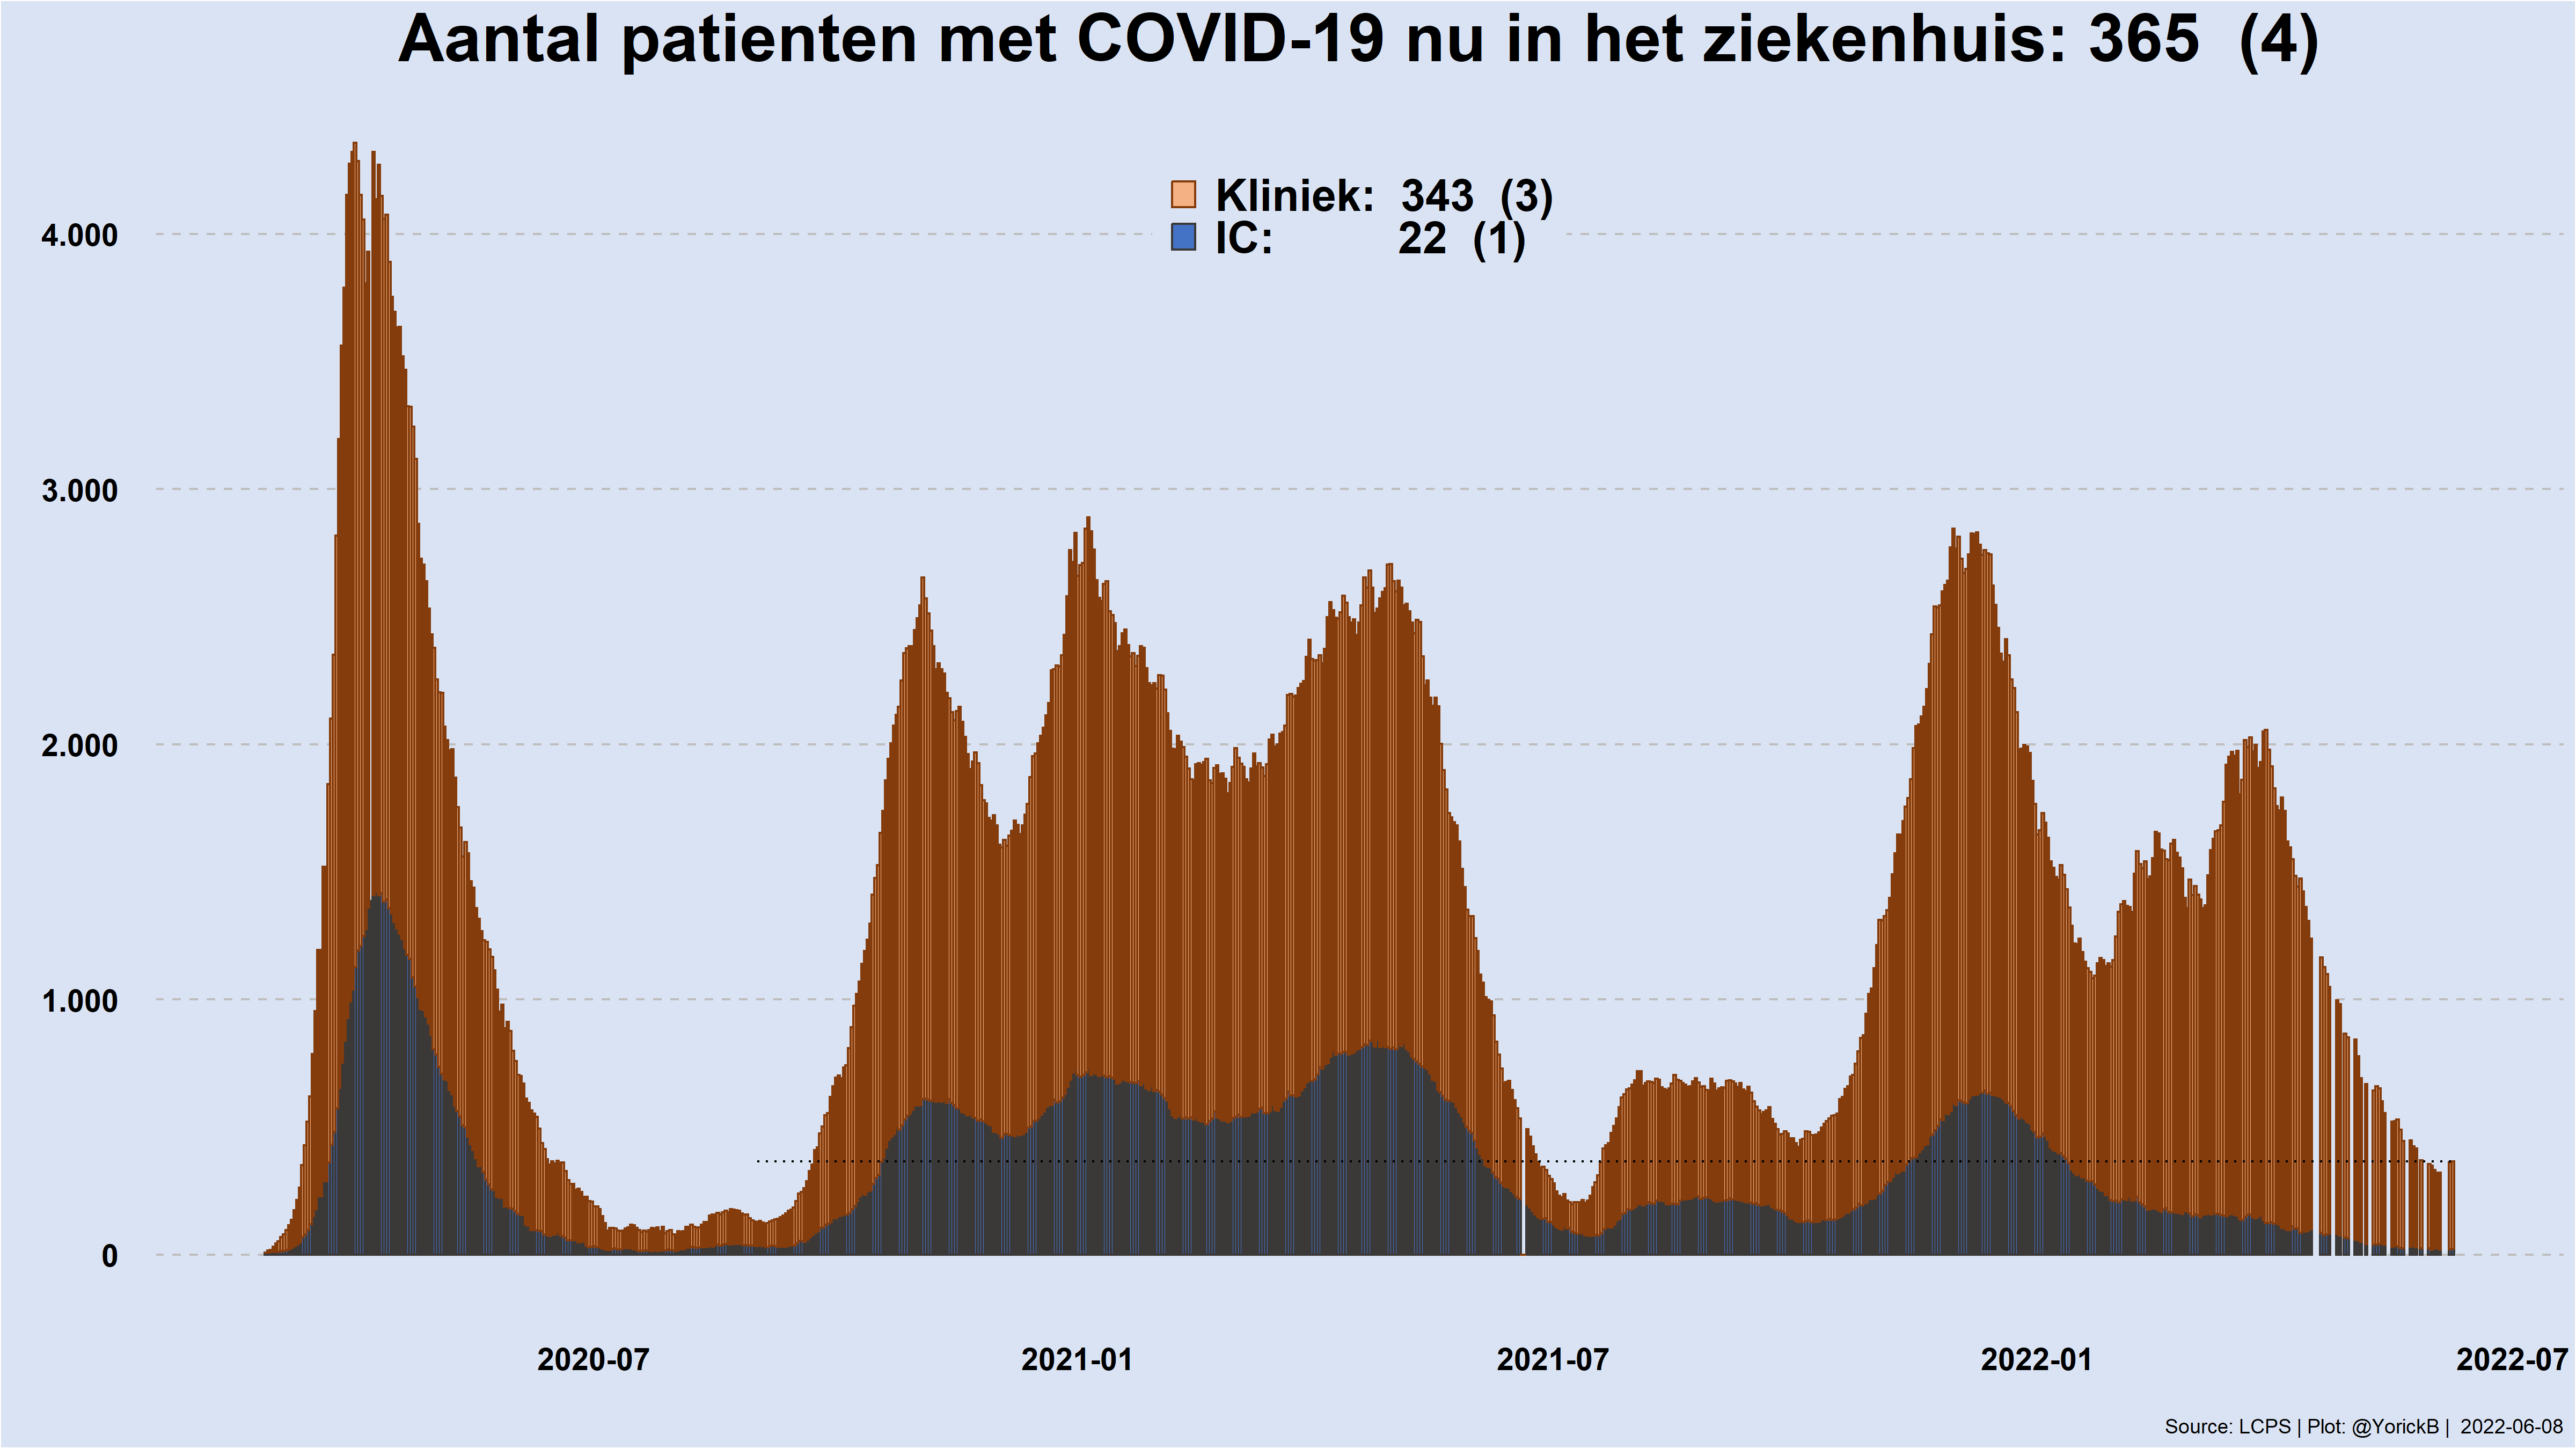 Aantal patienten met COVID-19 nu in het ziekenhuis: 365 (4)
Kliniek: 343 (3)
IC: 22 (1)
4.000
3.000
2.000
1.000
0
2020-07 2021-01 2021-07 2022-01 2022-07
Source: LCPS | Plot: @YorickB | 2022-06-08